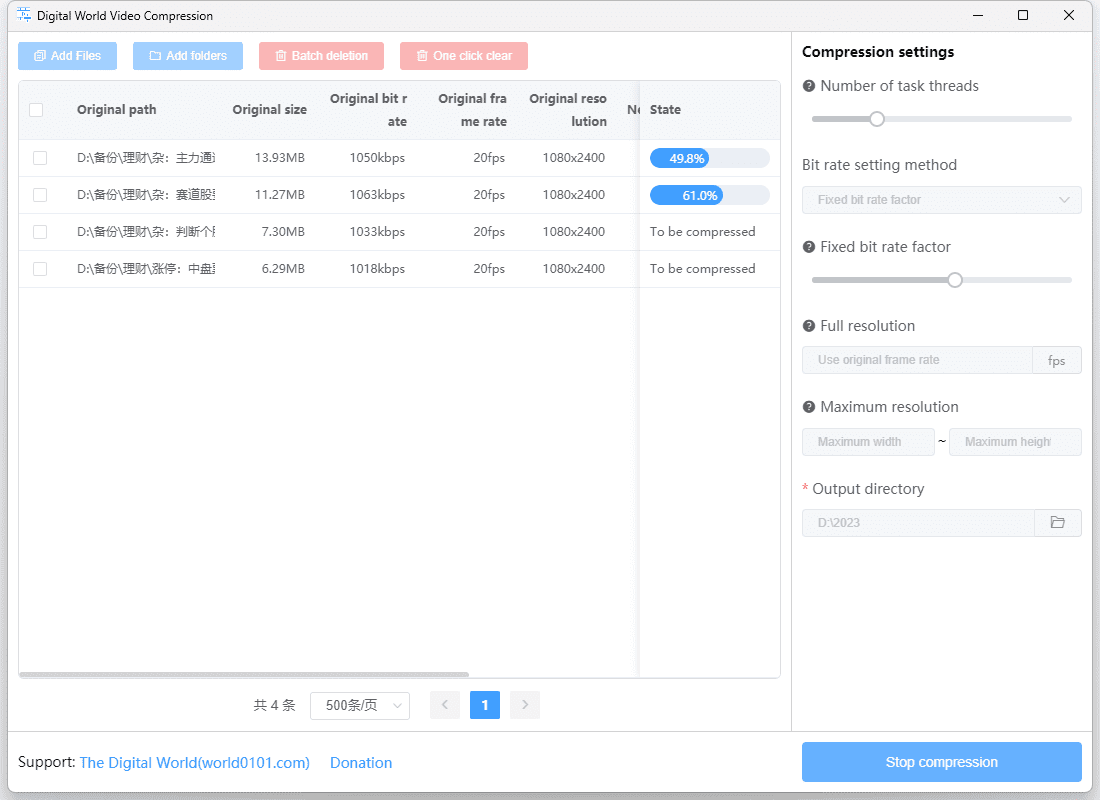 Digital World Video Compression
Add Files
Add folders
Batch deletion
One click clear
Original path
Original size
Original bit r
ate
Original fra
me rate
Original reso
lution
State
D:\备份\理财\杂：主力通
13.93MB
1050kbps
20fps
1080x2400
49.8%
D:\备份\理财\杂：赛道股
11.27MB
1063kbps
20fps
1080x2400
61.0%
D:\备份\理财\杂：判断个
7.30MB
1033kbps
20fps
1080x2400
To be compressed
D:\备份\理财\涨停：中盘
6.29MB
1018kbps
20fps
1080x2400
To be compressed
共 4 条
500条/页
1
Compression settings
Number of task threads
Bit rate setting method
Fixed bit rate factor
Fixed bit rate factor
Full resolution
Use original frame rate
fps
Maximum resolution
Maximum width
~
Maximum heigh
* Output directory
D:\2023
Support: The Digital World(world0101.com)
Donation
Stop compression